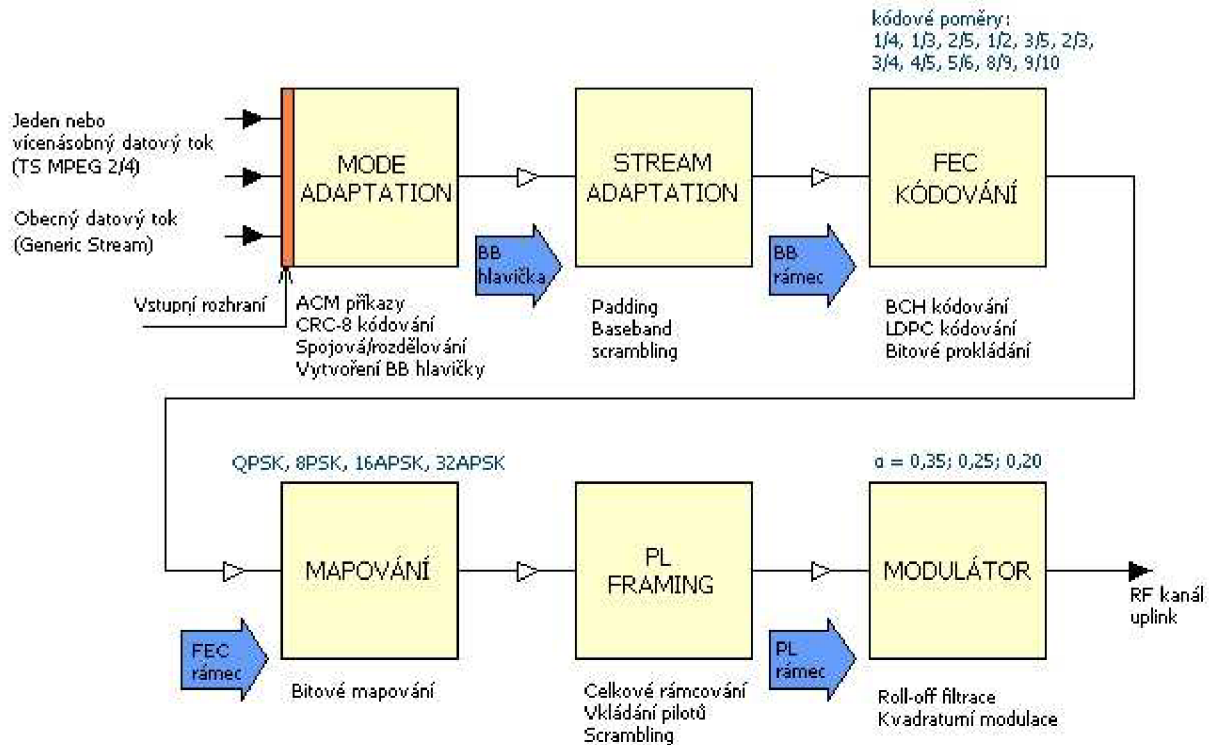 kódové poměry:
1/4, 1/3, 2/5, 1/2, 3/5, 2/3,
3/4, 4/5, 5/6, 8/9, 9/10
Jeden nebo
vícenásobný datový tok
(TS MPEG 2/4)
Obecný datový tok
(Generic Stream)
Vstupní rozhraní
MODE
ADAPTATION
ACM příkazy
CRC-8 kódování
Spojová/rozdělování
Vytvoření BB hlavičky
BB
hlavička
STREAM
ADAPTATION
Padding
Baseband
scrambling
BB
rámec
FEC
KÓDOVÁNÍ
BCH kódování
LDPC kódování
Bitové prokládání
FEC
rámec
QPSK, 8PSK, 16APSK, 32APSK
MAPOVÁNÍ
Bitové mapování
PL
FRAMING
Celkové rámcování
Vkládání pilotů
Scrambling
PL
rámec
α = 0,35; 0,25; 0,20
MODULÁTOR
Roll-off filtrace
Kvadraturní modulace
RF kanál
uplink